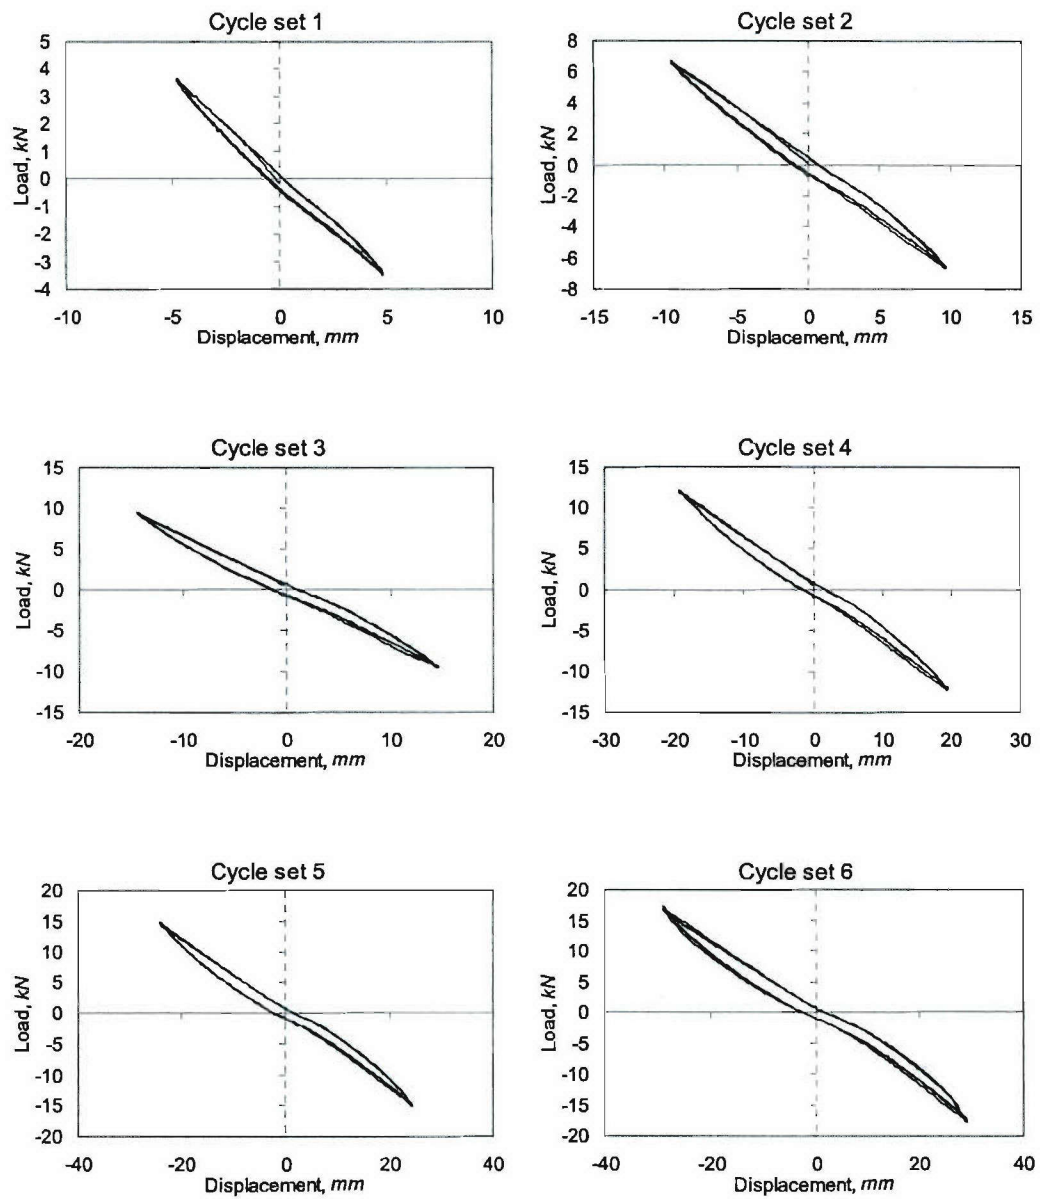 Cycle set 1
5
4
3
2
1
0
-1
-2
-3
-4
Load, kN
-10 -5 0 5 10
Displacement, mm
Cycle set 2
8
6
4
2
0
-2
-4
-6
-8
Load, kN
-15 -10 -5 0 5 10 15
Displacement, mm
Cycle set 3
15
10
5
0
-5
-10
-15
Load, kN
-20 -10 0 10 20
Displacement, mm
Cycle set 4
15
10
5
0
-5
-10
-15
Load, kN
-30 -20 -10 0 10 20 30
Displacement, mm
Cycle set 5
20
15
10
5
0
-5
-10
-15
-20
Load, kN
-40 -20 0 20 40
Displacement, mm
Cycle set 6
20
15
10
5
0
-5
-10
-15
-20
Load, kN
-40 -20 0 20 40
Displacement, mm